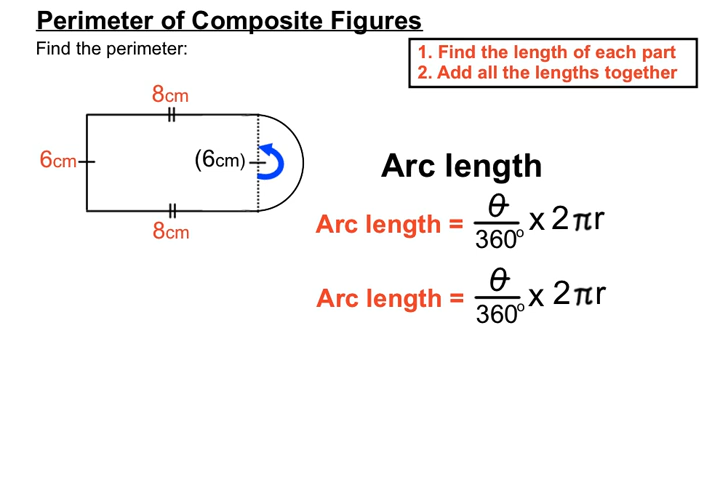 Perimeter of Composite Figures
Find the perimeter:
1. Find the length of each part
2. Add all the lengths together
8cm
6cm
(6cm)
8cm
Arc length
Arc length = θ/360° x 2πr
Arc length = θ/360° x 2πr